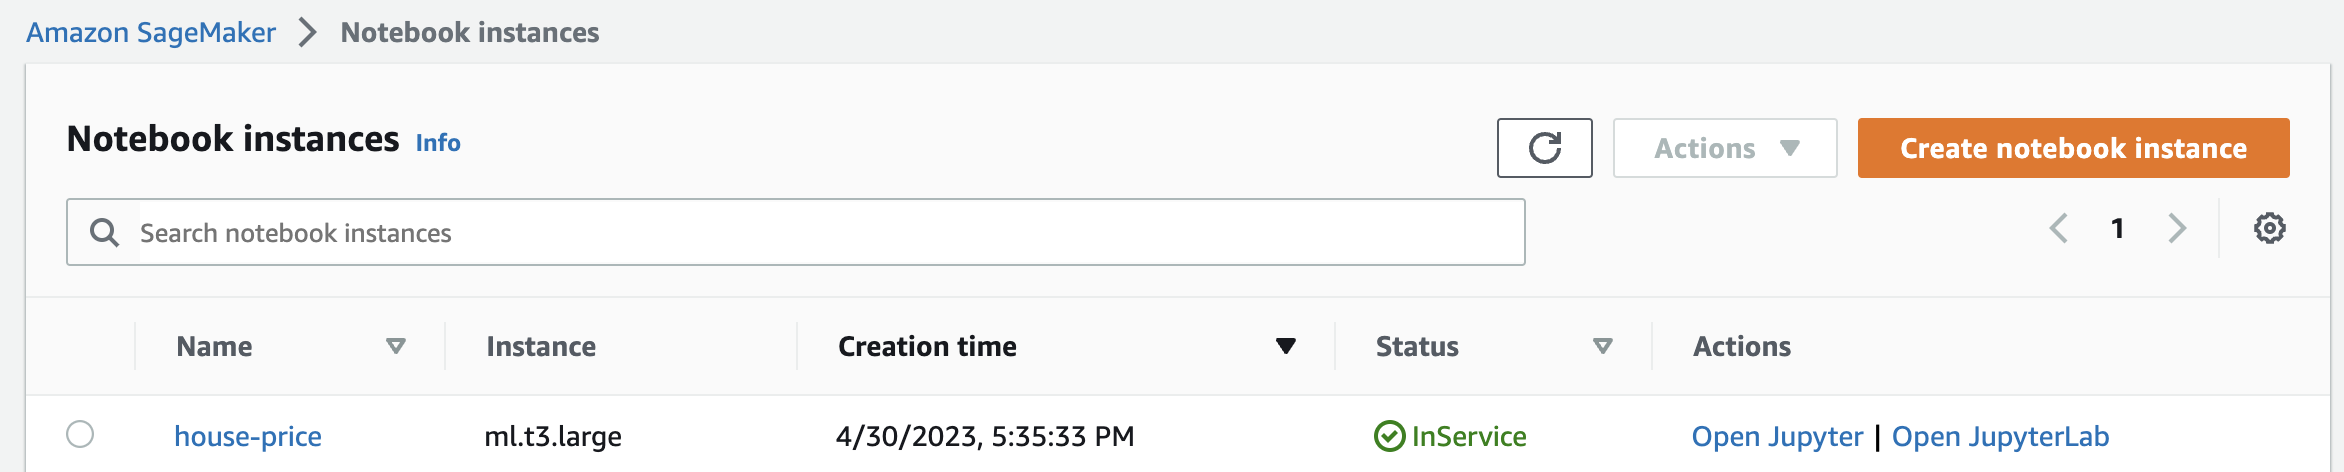 Amazon SageMaker > Notebook instances
Notebook instances Info
Actions
Create notebook instance
Search notebook instances
1
Name Instance Creation time Status Actions
house-price ml.t3.large 4/30/2023, 5:35:33 PM InService Open Jupyter | Open JupyterLab